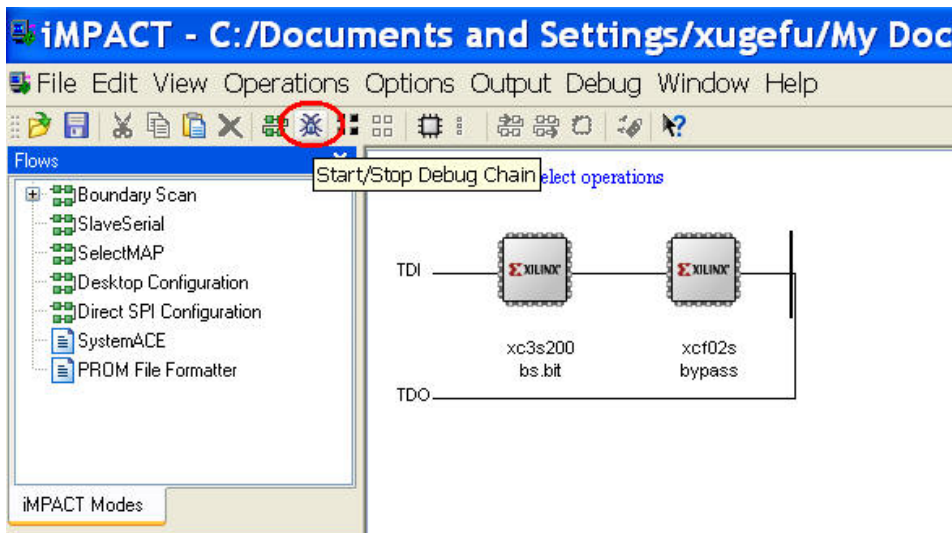 iMPACT - C:/Documents and Settings/xugefu/My Doc
File Edit View Operations Options Output Debug Window Help
Flows
Start/Stop Debug Chain
elect operations
Boundary Scan
SlaveSerial
SelectMAP
Desktop Configuration
Direct SPI Configuration
SystemACE
PROM File Formatter
TDI
XILINX XILINX
xc3s200 xcf02s
bs.bit bypass
TDO
iMPACT Modes